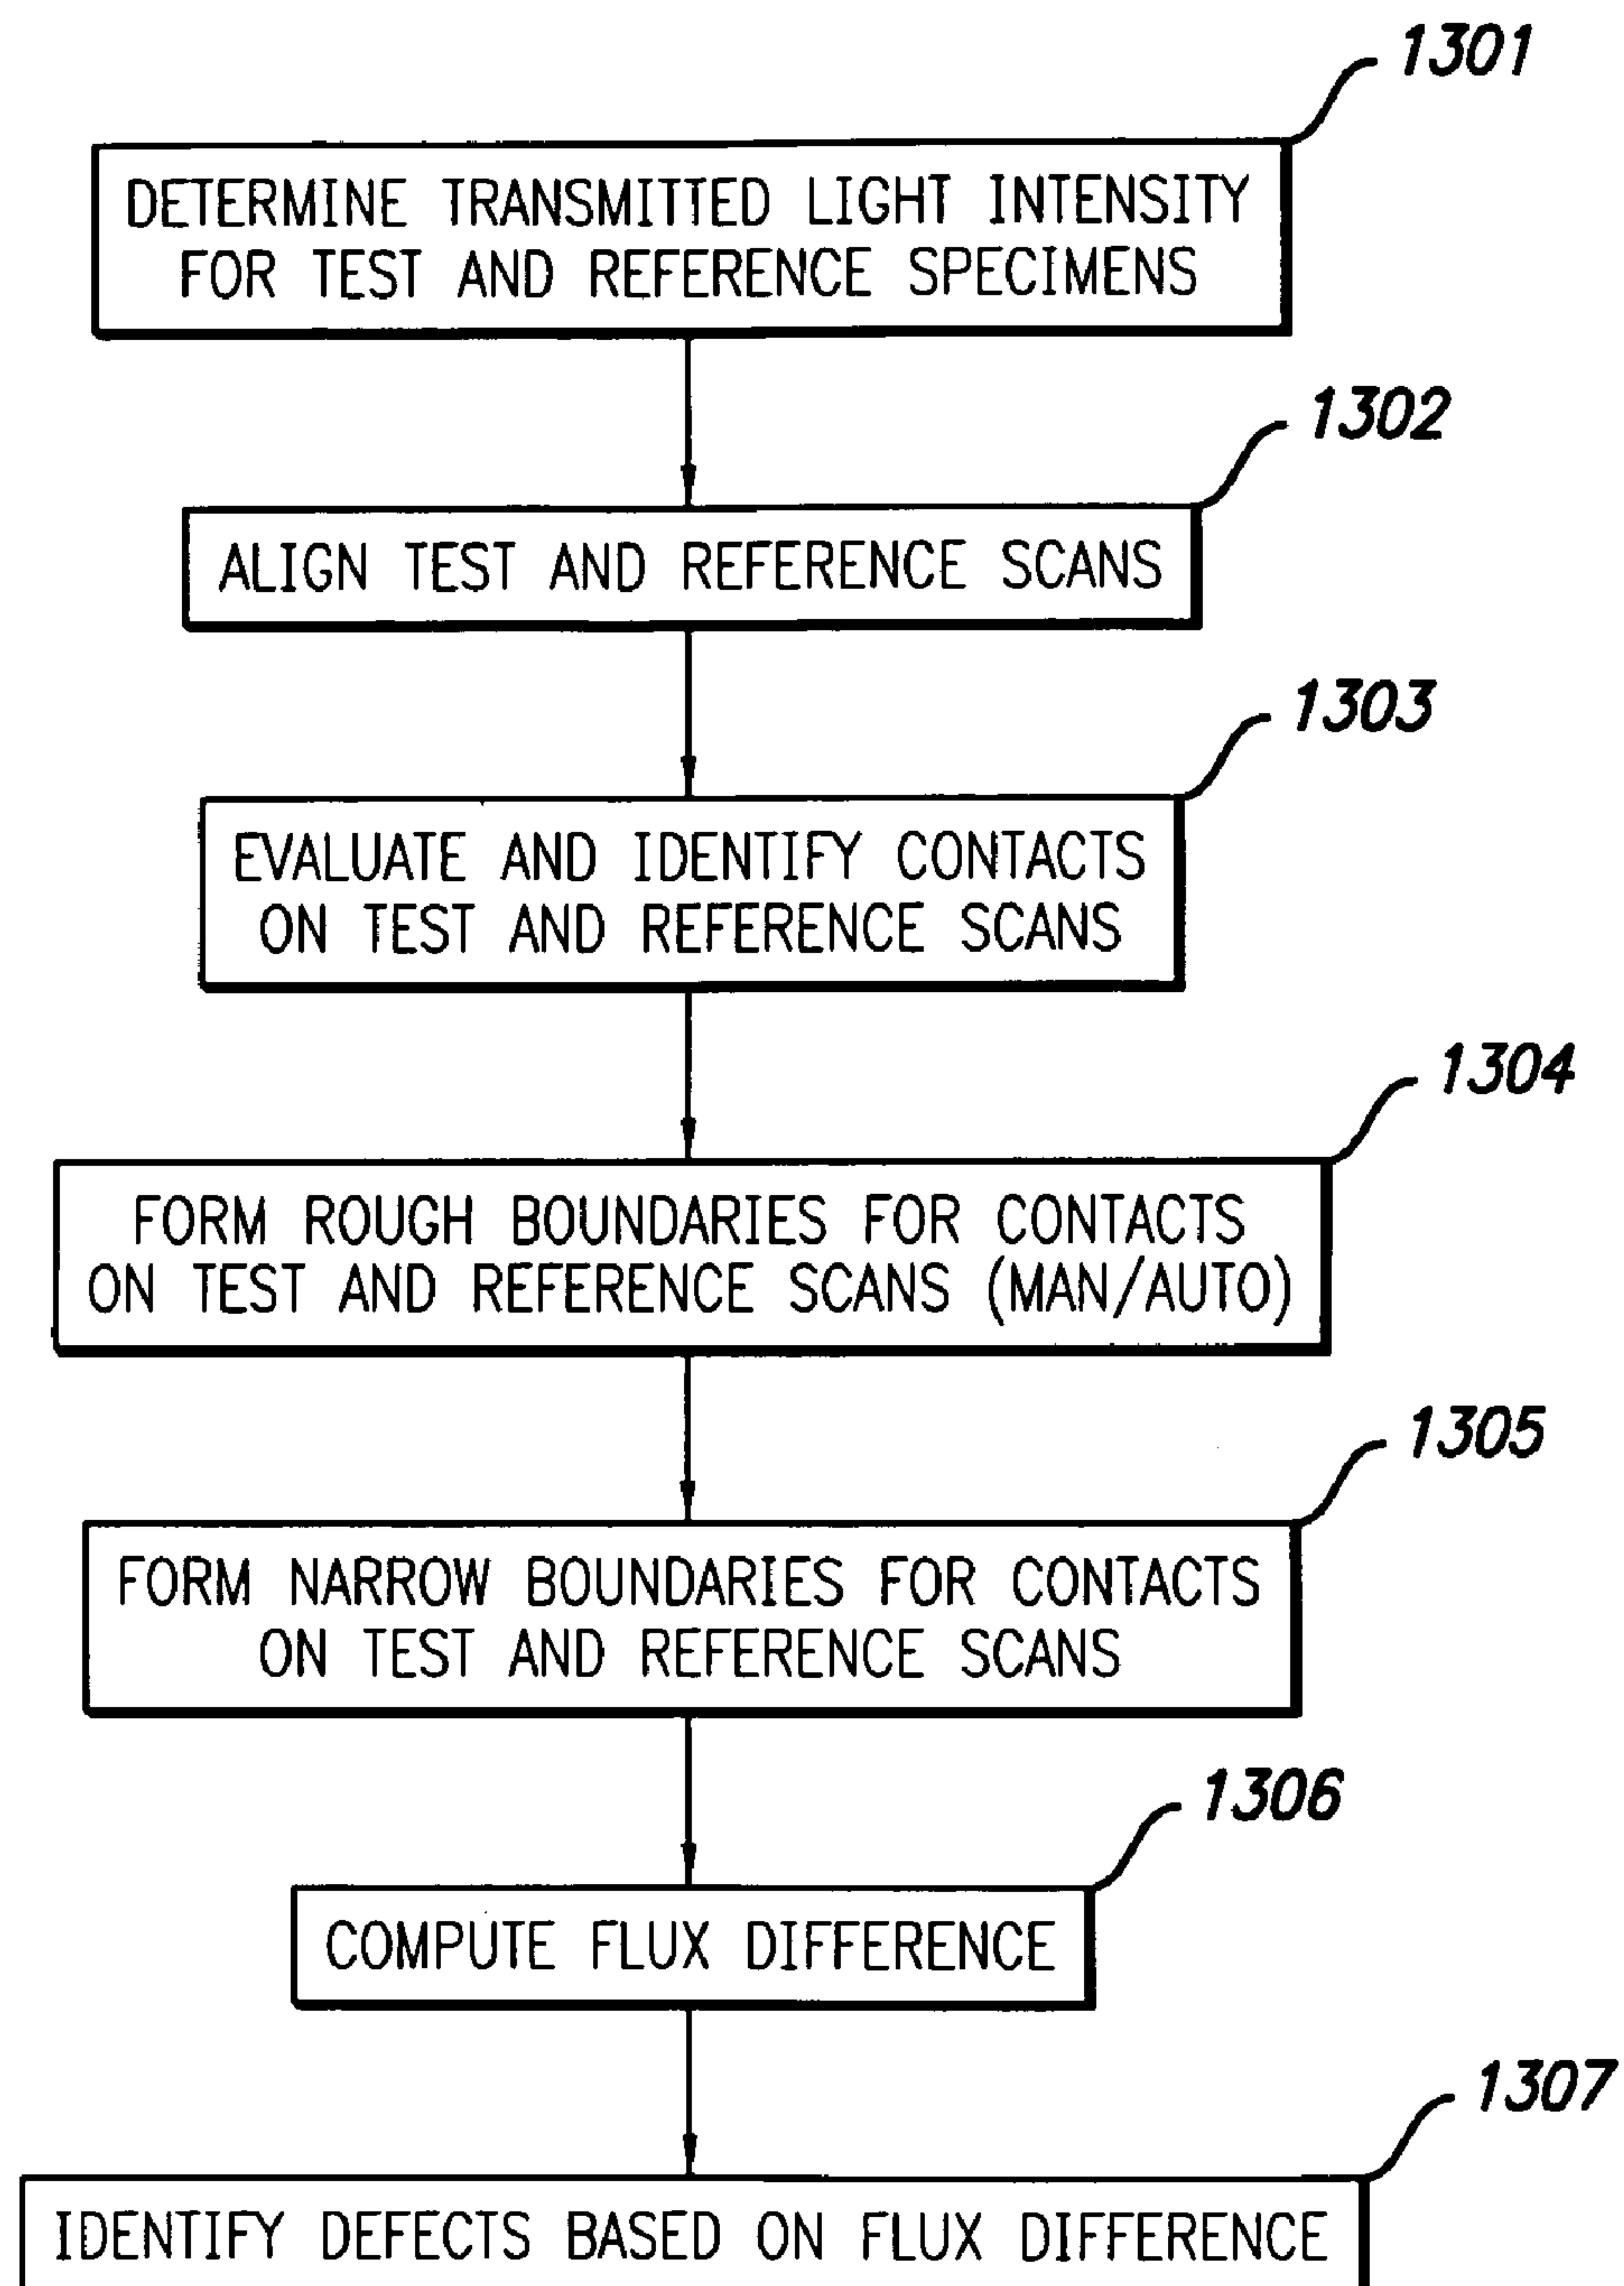 1301
DETERMINE TRANSMITTED LIGHT INTENSITY
FOR TEST AND REFERENCE SPECIMENS
1302
ALIGN TEST AND REFERENCE SCANS
1303
EVALUATE AND IDENTIFY CONTACTS
ON TEST AND REFERENCE SCANS
1304
FORM ROUGH BOUNDARIES FOR CONTACTS
ON TEST AND REFERENCE SCANS (MAN/AUTO)
1305
FORM NARROW BOUNDARIES FOR CONTACTS
ON TEST AND REFERENCE SCANS
1306
COMPUTE FLUX DIFFERENCE
1307
IDENTIFY DEFECTS BASED ON FLUX DIFFERENCE